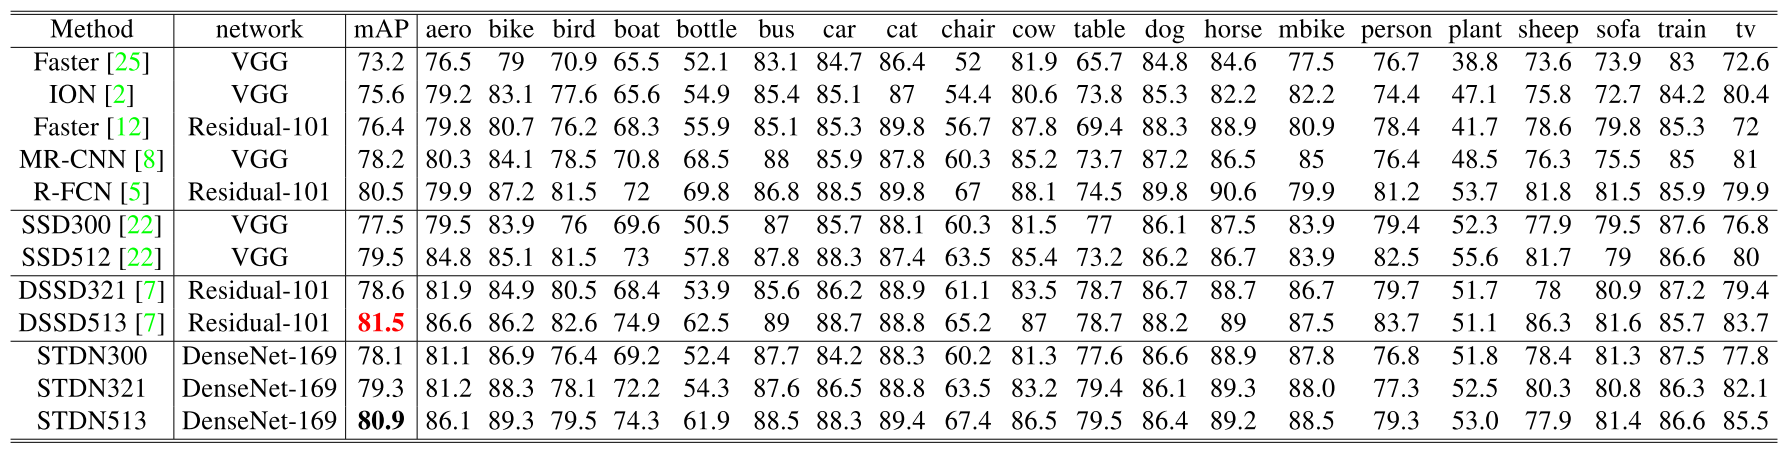 Method network mAP aero bike bird boat bottle bus car cat chair cow table dog horse mbike person plant sheep sofa train tv
Faster [25] VGG 73.2 76.5 79 70.9 65.5 52.1 83.1 84.7 86.4 52 81.9 65.7 84.8 84.6 77.5 76.7 38.8 73.6 73.9 83 72.6
ION [2] VGG 75.6 79.2 83.1 77.6 65.6 54.9 85.4 85.1 87 54.4 80.6 73.8 85.3 82.2 82.2 74.4 47.1 75.8 72.7 84.2 80.4
Faster [12] Residual-101 76.4 79.8 80.7 76.2 68.3 55.9 85.1 85.3 89.8 56.7 87.8 69.4 88.3 88.9 80.9 78.4 41.7 78.6 79.8 85.3 72
MR-CNN [8] VGG 78.2 80.3 84.1 78.5 70.8 68.5 88 85.9 87.8 60.3 85.2 73.7 87.2 86.5 85 76.4 48.5 76.3 75.5 85 81
R-FCN [5] Residual-101 80.5 79.9 87.2 81.5 72 69.8 86.8 88.5 89.8 67 88.1 74.5 89.8 90.6 79.9 81.2 53.7 81.8 81.5 85.9 79.9
SSD300 [22] VGG 77.5 79.5 83.9 76 69.6 50.5 87 85.7 88.1 60.3 81.5 77 86.1 87.5 83.9 79.4 52.3 77.9 79.5 87.6 76.8
SSD512 [22] VGG 79.5 84.8 85.1 81.5 73 57.8 87.8 88.3 87.4 63.5 85.4 73.2 86.2 86.7 83.9 82.5 55.6 81.7 79 86.6 80
DSSD321 [7] Residual-101 78.6 81.9 84.9 80.5 68.4 53.9 85.6 86.2 88.9 61.1 83.5 78.7 86.7 88.7 86.7 79.7 51.7 78 80.9 87.2 79.4
DSSD513 [7] Residual-101 81.5 86.6 86.2 82.6 74.9 62.5 89 88.7 88.8 65.2 87 78.7 88.2 89 87.5 83.7 51.1 86.3 81.6 85.7 83.7
STDN300 DenseNet-169 78.1 81.1 86.9 76.4 69.2 52.4 87.7 84.2 88.3 60.2 81.3 77.6 86.6 88.9 87.8 76.8 51.8 78.4 81.3 87.5 77.8
STDN321 DenseNet-169 79.3 81.2 88.3 78.1 72.2 54.3 87.6 86.5 88.8 63.5 83.2 79.4 86.1 89.3 88.0 77.3 52.5 80.3 80.8 86.3 82.1
STDN513 DenseNet-169 80.9 86.1 89.3 79.5 74.3 61.9 88.5 88.3 89.4 67.4 86.5 79.5 86.4 89.2 88.5 79.3 53.0 77.9 81.4 86.6 85.5